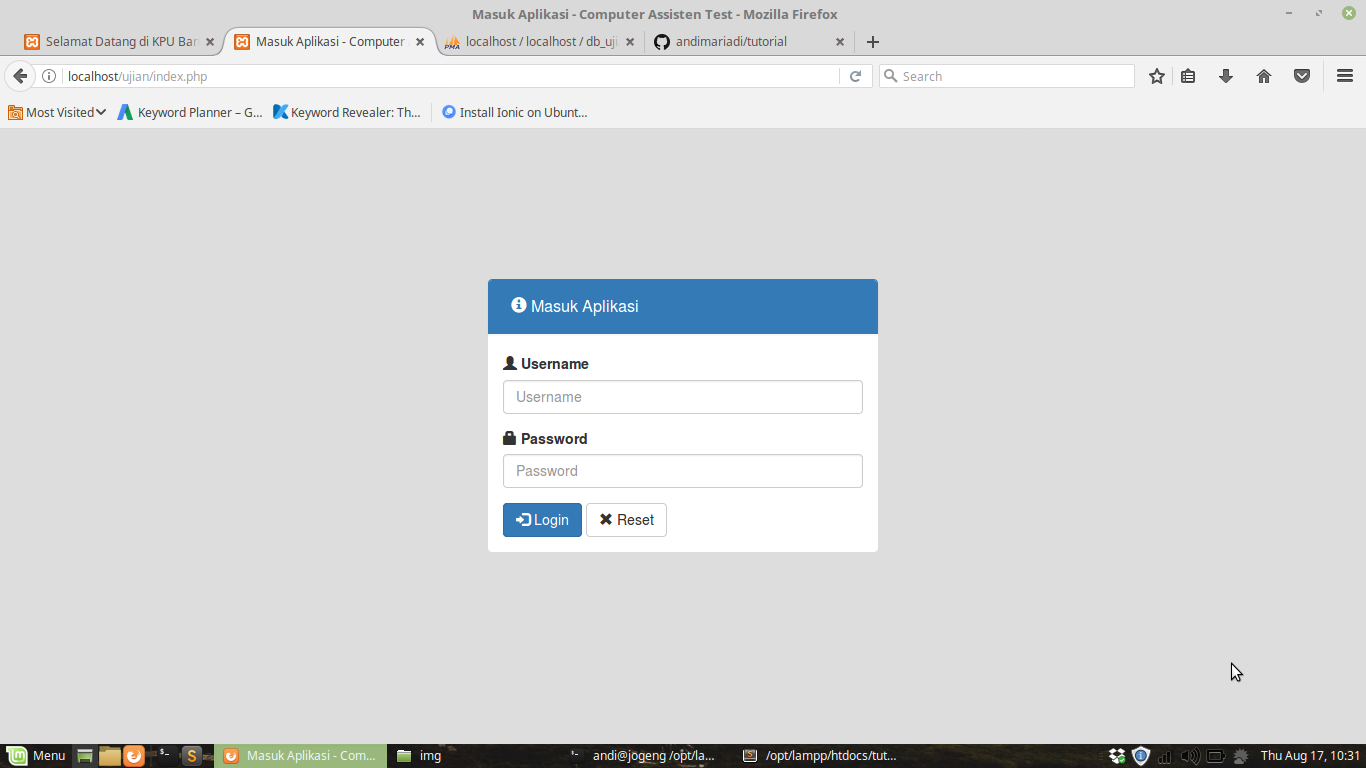 Masuk Aplikasi - Computer Assisten Test - Mozilla Firefox
Selamat Datang di KPU Ban
Masuk Aplikasi - Computer
localhost / localhost / db_uji
andimariadi/tutorial
localhost/ujian/index.php
Search
Most Visited
Keyword Planner – G...
Keyword Revealer: Th...
Install Ionic on Ubunt...
Masuk Aplikasi
Username
Username
Password
Password
Login
Reset
Menu
Masuk Aplikasi - Com...
img
andi@jogeng /opt/la...
/opt/lampp/htdocs/tut...
Thu Aug 17, 10:31